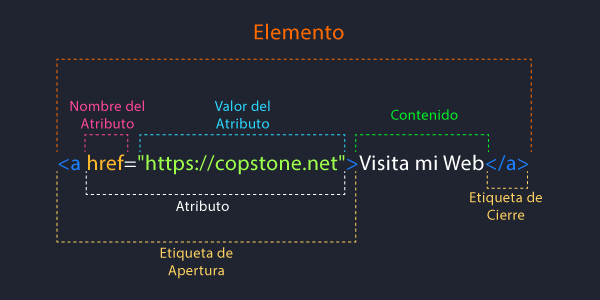 Elemento
Nombre del
Atributo
Valor del
Atributo
Contenido
<a href="https://copstone.net">Visita mi Web</a>
Atributo
Etiqueta de
Cierre
Etiqueta de
Apertura